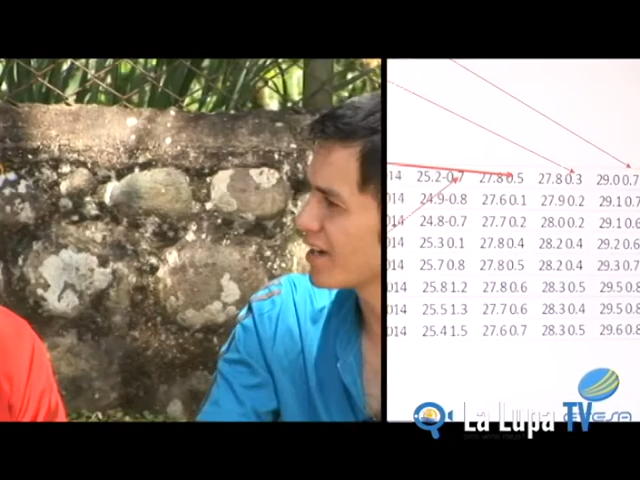 14 25.2-0.7 27.8 0.5 27.8 0.3 29.0 0.7
014 24.9-0.8 27.6 0.1 27.9 0.2 29.1 0.7
014 24.8-0.7 27.7 0.2 28.0 0.2 29.1 0.6
014 25.3 0.1 27.8 0.4 28.2 0.4 29.2 0.6
014 25.7 0.8 27.8 0.5 28.2 0.4 29.3 0.7
014 25.8 1.2 27.8 0.6 28.3 0.5 29.5 0.8
014 25.5 1.3 27.7 0.6 28.3 0.4 29.5 0.8
014 25.4 1.5 27.6 0.7 28.3 0.5 29.6 0.8
La Lupa TV